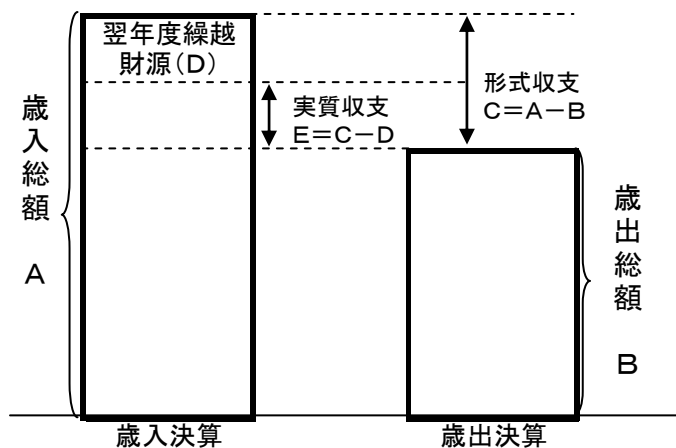 翌年度繰越
財源(D)
歳入総額 A
実質収支
E=C-D
形式収支
C=A-B
歳出総額 B
歳入決算
歳出決算